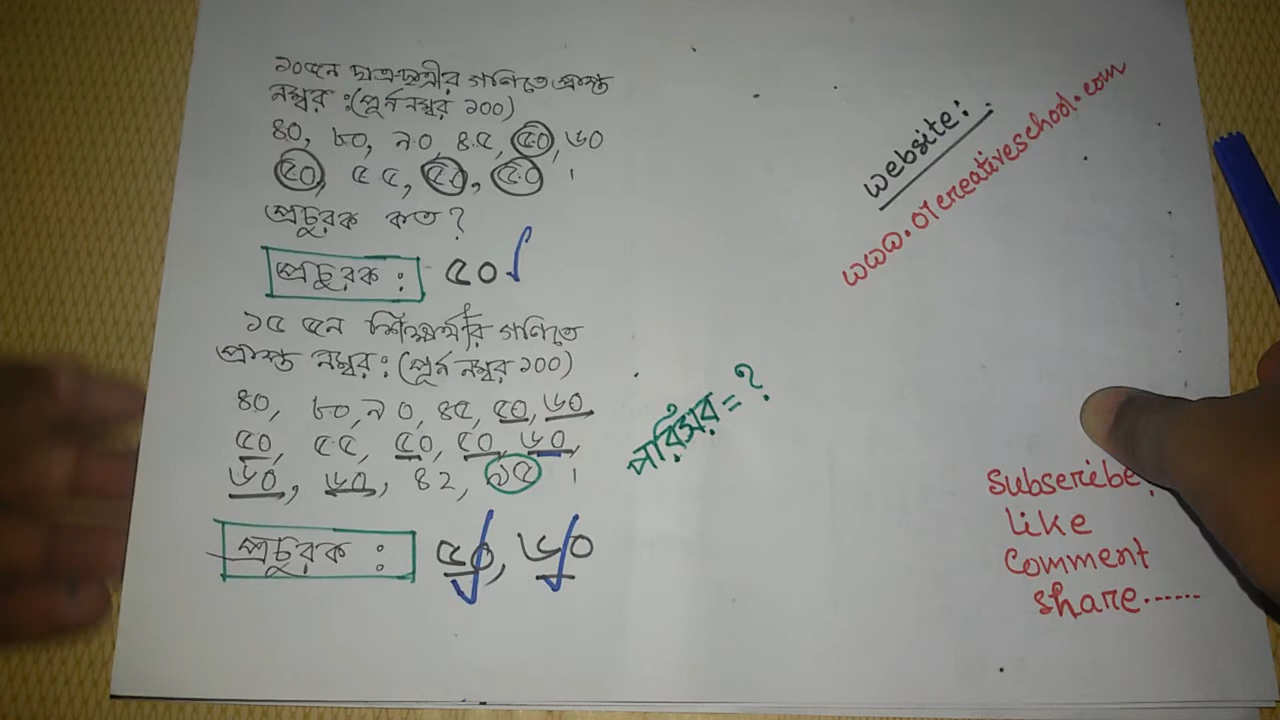 ১০জন ছাত্রছাত্রীর গণিতে প্রাপ্ত
নম্বর :(পূর্ননম্বর ১০০)
৪০, ৮০, ৯০, ৪৫, ৫০, ৬০
৫০, ৫৫, ৫০, ৫০ ।
প্রচুরক কত ?
প্রচুরক : ৫০
১৫ জন শিক্ষার্থীর গণিতে
প্রাপ্ত নম্বর : (পূর্ন নম্বর ১০০)
৪০, ৮০, ৯০, ৪৫, ৫০, ৬০
৫০, ৫৫, ৫০, ৫০, ৬০,
৬০, ৬০, ৪২, ৯৫ ।
প্রচুরক : ৫০, ৬০
পরিসর = ?
website:
www.01creativeschool.com
Subscribe,
like
Comment
share......